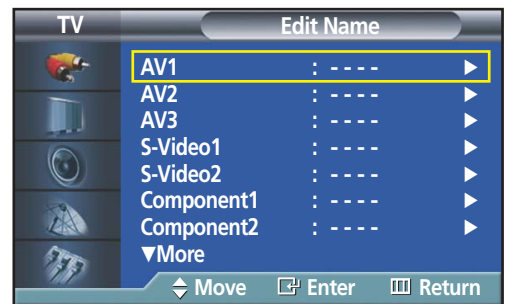 TV Edit Name
AV1 : - - - - ►
AV2 : - - - - ►
AV3 : - - - - ►
S-Video1 : - - - - ►
S-Video2 : - - - - ►
Component1 : - - - - ►
Component2 : - - - - ►
▼More
Move Enter Return